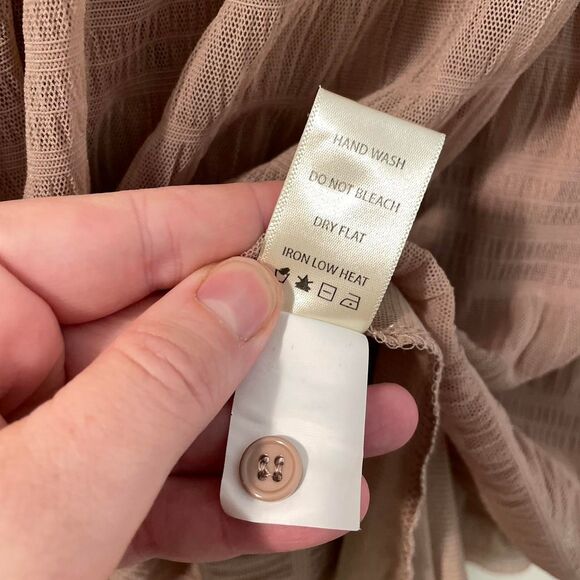 HAND WASH
DO NOT BLEACH
DRY FLAT
IRON LOW HEAT